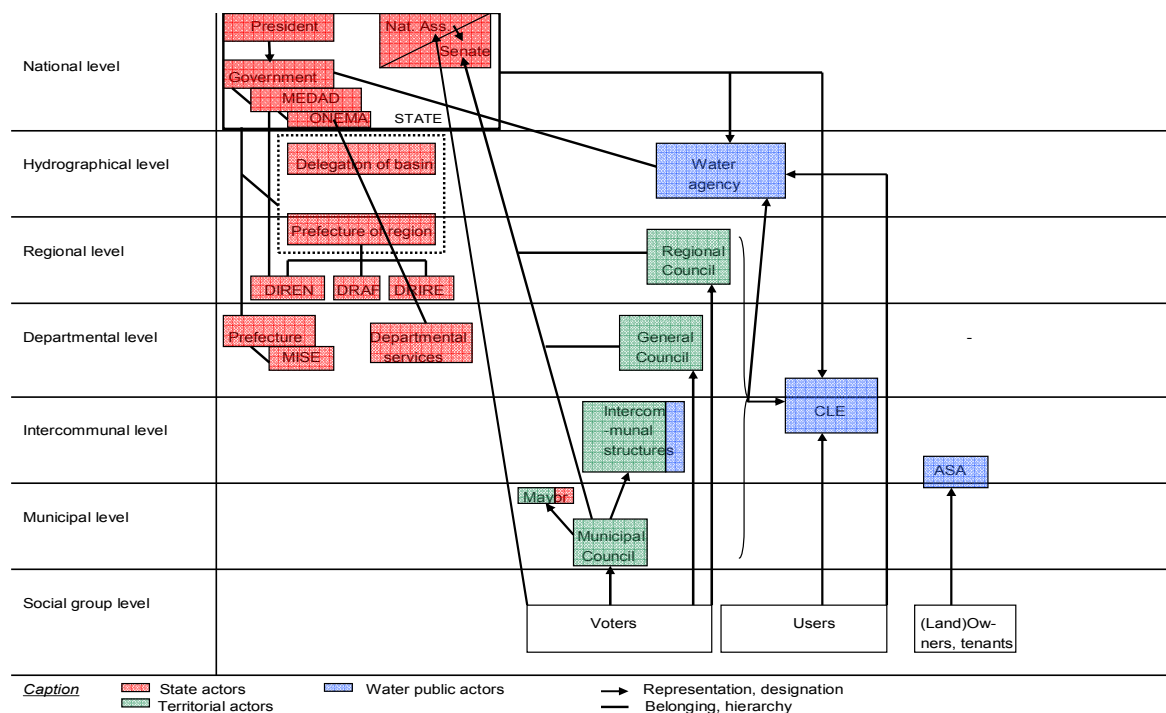 President
Nat. Ass.
Senate
National level
Government
MEDAD
ONEMA
STATE
Hydrographical level
Delegation of basin
Water
agency
Prefecture of region
Regional level
Regional
Council
DIREN
DRAF
DRIRE
Departmental level
Prefecture
MISE
Departmental
services
General
Council
-
Intercommunal level
Intercom
-munal
structures
CLE
ASA
Mayor
Municipal level
Municipal
Council
Social group level
Voters
Users
(Land)Ow-
ners, tenants
Caption
State actors
Water public actors
Representation, designation
Territorial actors
Belonging, hierarchy